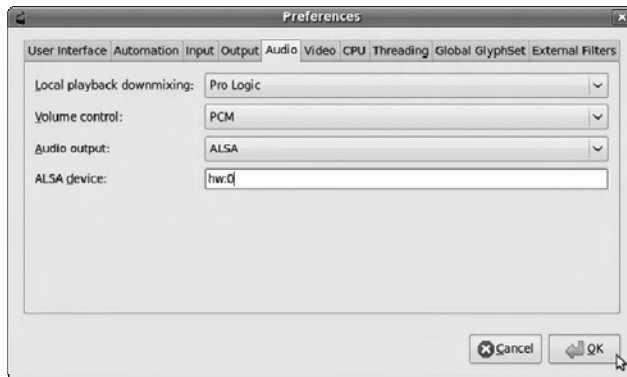 Preferences
User Interface Automation Input Output Audio Video CPU Threading Global GlyphSet External Filters
Local playback downmixing: Pro Logic
Volume control: PCM
Audio output: ALSA
ALSA device: hw:0
Cancel OK